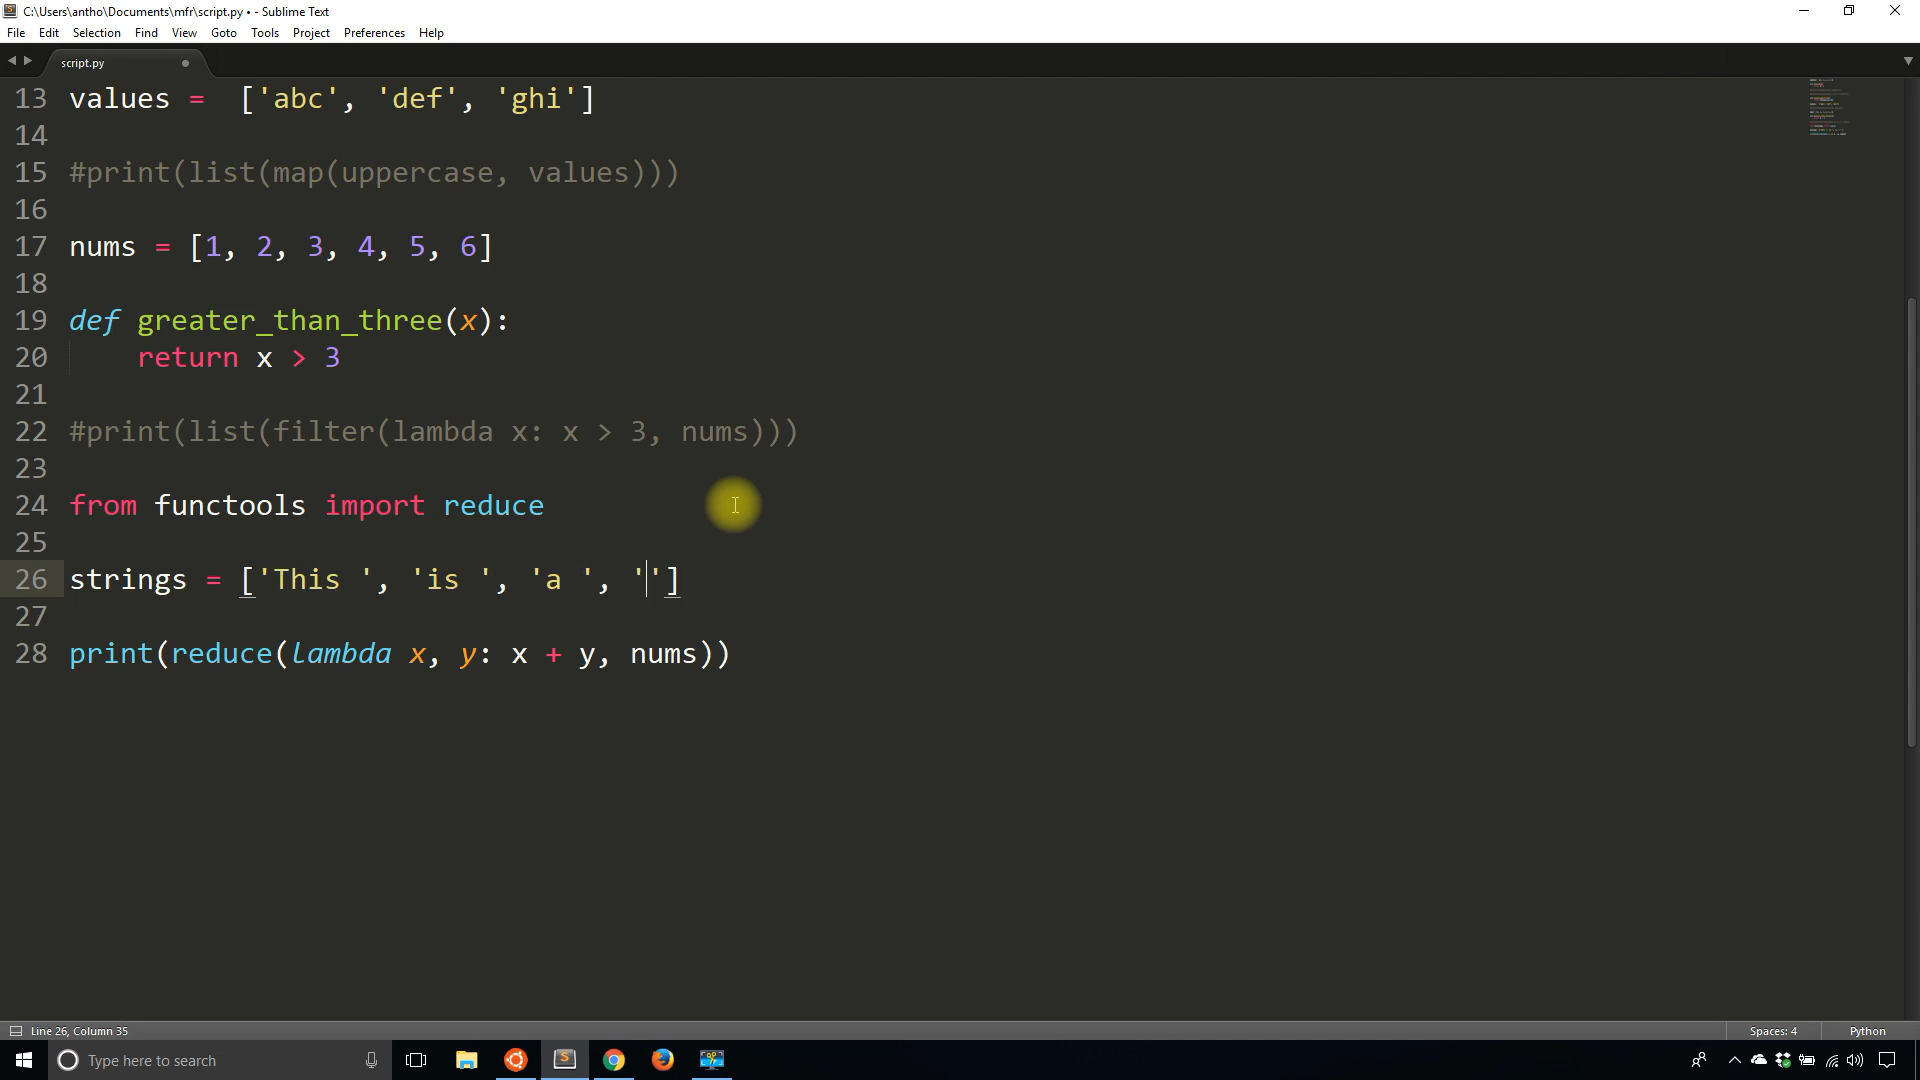 C:\Users\antho\Documents\mfr\script.py • - Sublime Text
File Edit Selection Find View Goto Tools Project Preferences Help
script.py
13 values =  ['abc', 'def', 'ghi']
14
15 #print(list(map(uppercase, values)))
16
17 nums = [1, 2, 3, 4, 5, 6]
18
19 def greater_than_three(x):
20     return x > 3
21
22 #print(list(filter(lambda x: x > 3, nums)))
23
24 from functools import reduce
25
26 strings = ['This ', 'is ', 'a ', '']
27
28 print(reduce(lambda x, y: x + y, nums))
Line 26, Column 35
Spaces: 4
Python
Type here to search